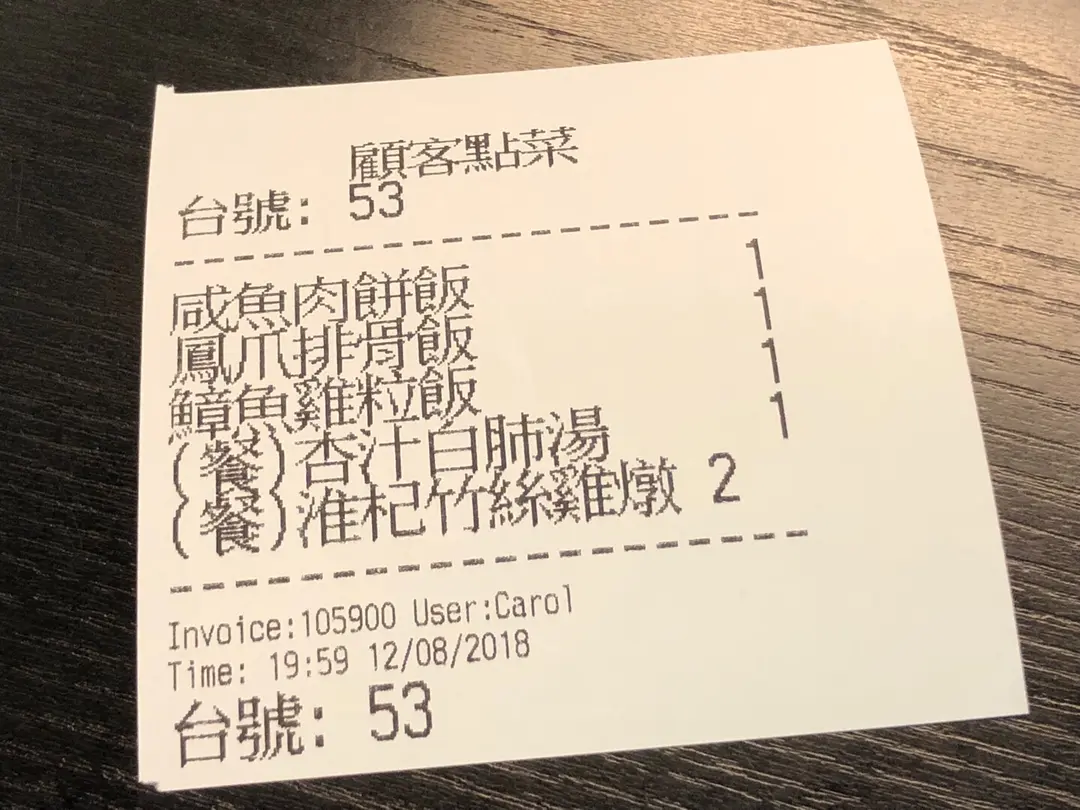 顧客點菜
台號: 53
咸魚肉餅飯 1
鳳爪排骨飯 1
鱆魚雞粒飯 1
(餐)杏汁白肺湯 1
(餐)淮杞竹絲雞燉 2
Invoice:105900 User:Carol
Time: 19:59 12/08/2018
台號: 53